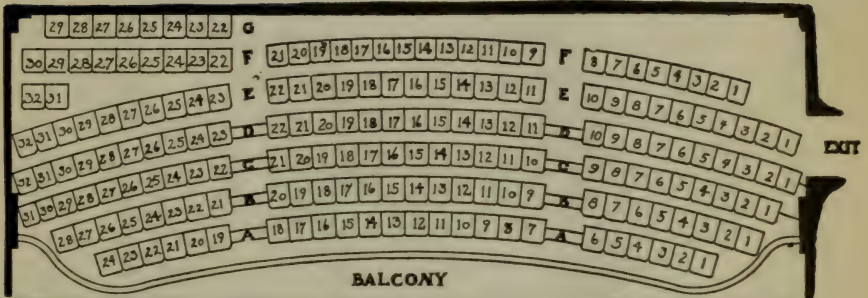 29 28 27 26 25 24 23 22 G
30 29 28 27 26 25 24 23 22 F 21 20 19 18 17 16 15 14 13 12 11 10 9 F 8 7 6 5 4 3 2 1
32 31
32 31 30 29 28 27 26 25 24 23 E 22 21 20 19 18 17 16 15 14 13 12 11 E 10 9 8 7 6 5 4 3 2 1
EXIT
32 31 30 29 28 27 26 25 24 23 D 22 21 20 19 18 17 16 15 14 13 12 11 D 10 9 8 7 6 5 4 3 2 1
31 30 29 28 27 26 25 24 23 22 C 21 20 19 18 17 16 15 14 13 12 11 10 C 9 8 7 6 5 4 3 2 1
28 27 26 25 24 23 22 21 B 20 19 18 17 16 15 14 13 12 11 10 9 B 8 7 6 5 4 3 2 1
24 23 22 21 20 19 A 18 17 16 15 14 13 12 11 10 9 8 7 A 6 5 4 3 2 1
BALCONY